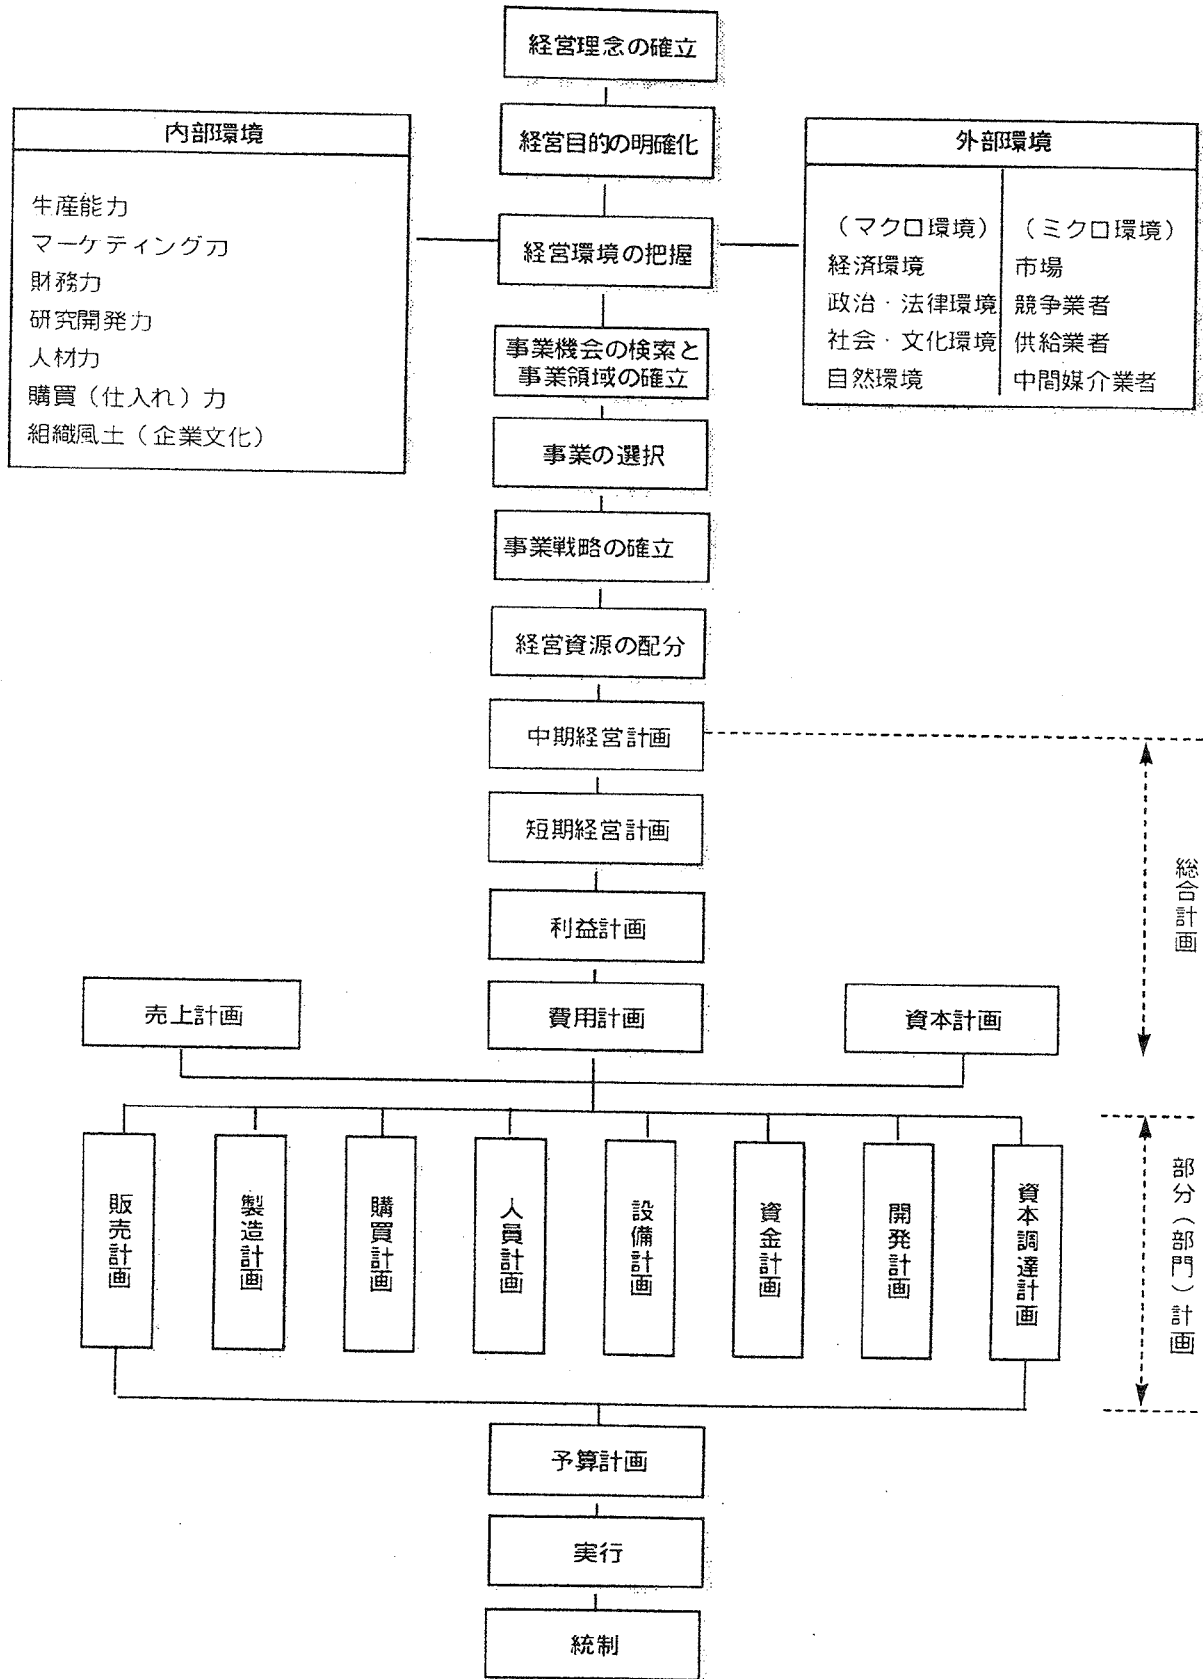 経営理念の確立
経営目的の明確化
内部環境
生産能力
マーケティング力
財務力
研究開発力
人材力
購買（仕入れ）力
組織風土（企業文化）
経営環境の把握
外部環境
（マクロ環境）
経済環境
政治・法律環境
社会・文化環境
自然環境
（ミクロ環境）
市場
競争業者
供給業者
中間媒介業者
事業機会の検索と
事業領域の確立
事業の選択
事業戦略の確立
経営資源の配分
中期経営計画
短期経営計画
利益計画
総合計画
売上計画
費用計画
資本計画
販売計画
製造計画
購買計画
人員計画
設備計画
資金計画
開発計画
資本調達計画
部分（部門）計画
予算計画
実行
統制